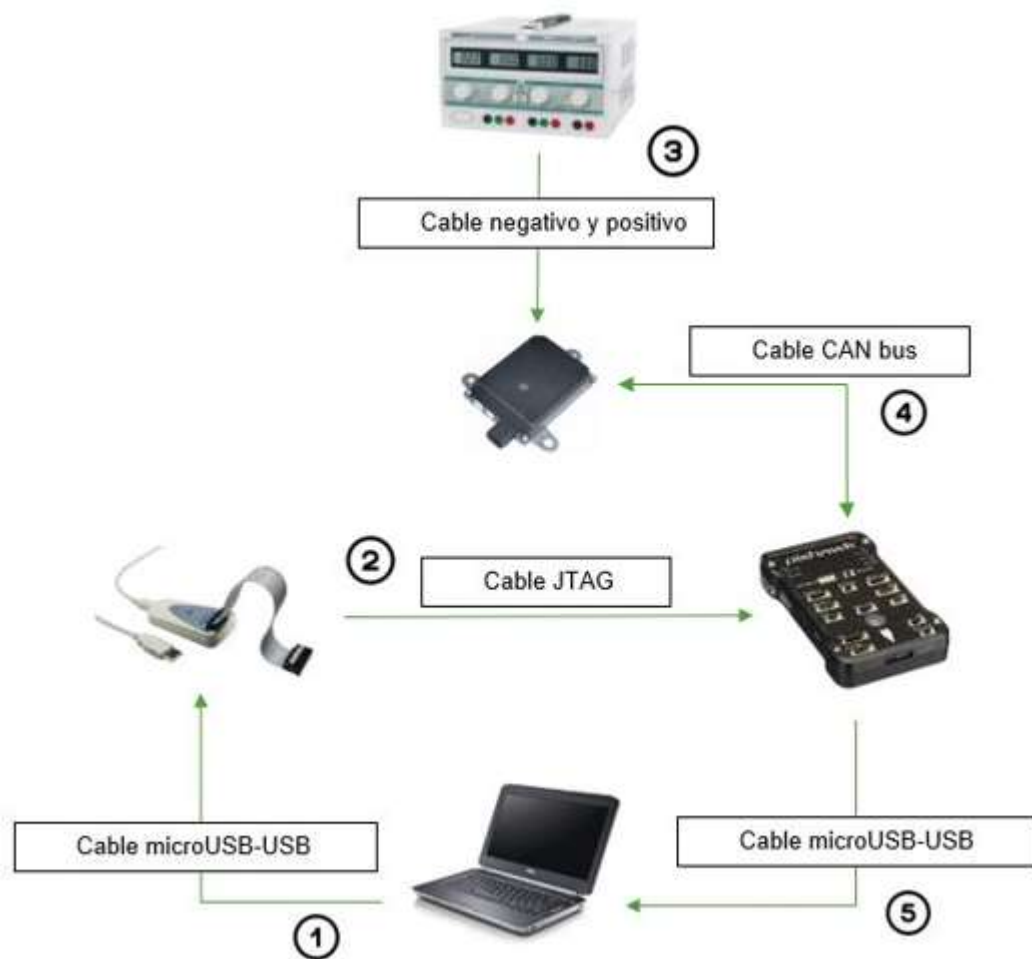 3
Cable negativo y positivo
Cable CAN bus
4
2
Cable JTAG
pixhawk
Cable microUSB-USB
Cable microUSB-USB
1
5